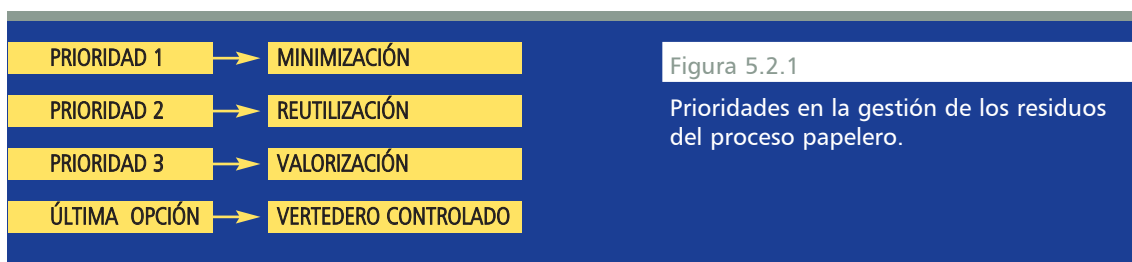 PRIORIDAD 1 MINIMIZACIÓN
PRIORIDAD 2 REUTILIZACIÓN
PRIORIDAD 3 VALORIZACIÓN
ÚLTIMA OPCIÓN VERTEDERO CONTROLADO
Figura 5.2.1
Prioridades en la gestión de los residuos
del proceso papelero.